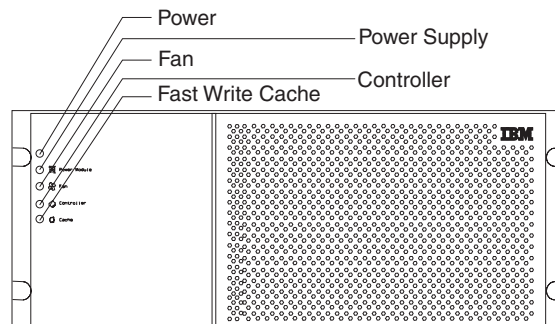 Power
Power Supply
Fan
Controller
Fast Write Cache
IBM
Power Module
Fan
Controller
Cache